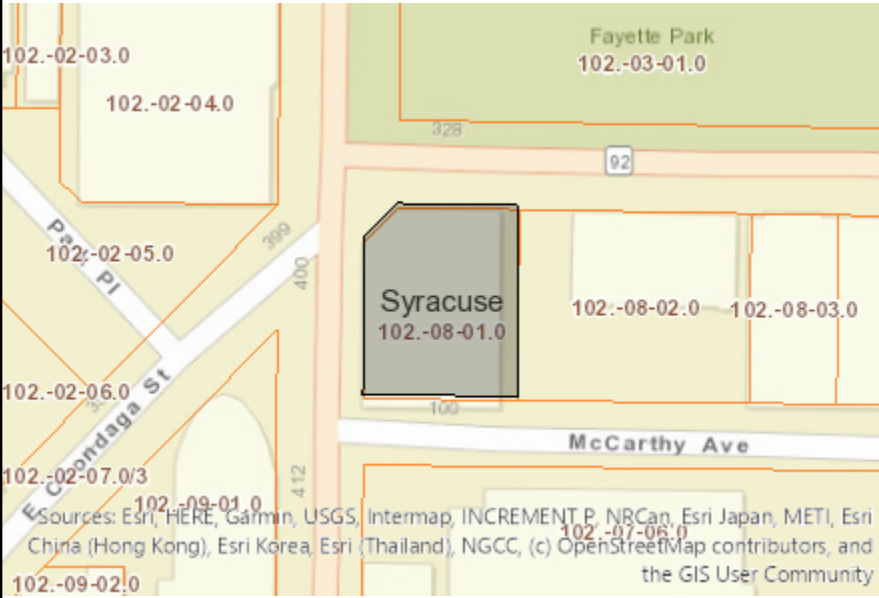 Fayette Park
102.-03-01.0
102.-02-03.0
102.-02-04.0
328
92
Park Pl
102.-02-05.0
399
400
Syracuse
102.-08-01.0
102.-08-02.0
102.-08-03.0
102.-02-06.0
100
McCarthy Ave
E Onondaga St
102.-02-07.0/3
412
102.-09-01.0
102.-07-06.0
Sources: Esri, HERE, Garmin, USGS, Intermap, INCREMENT P, NRCan, Esri Japan, METI, Esri
China (Hong Kong), Esri Korea, Esri (Thailand), NGCC, (c) OpenStreetMap contributors, and
the GIS User Community
102.-09-02.0